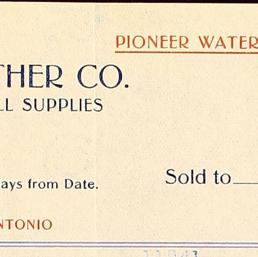 PIONEER WATER
THER CO.
LL SUPPLIES
ays from Date.
Sold to
NTONIO